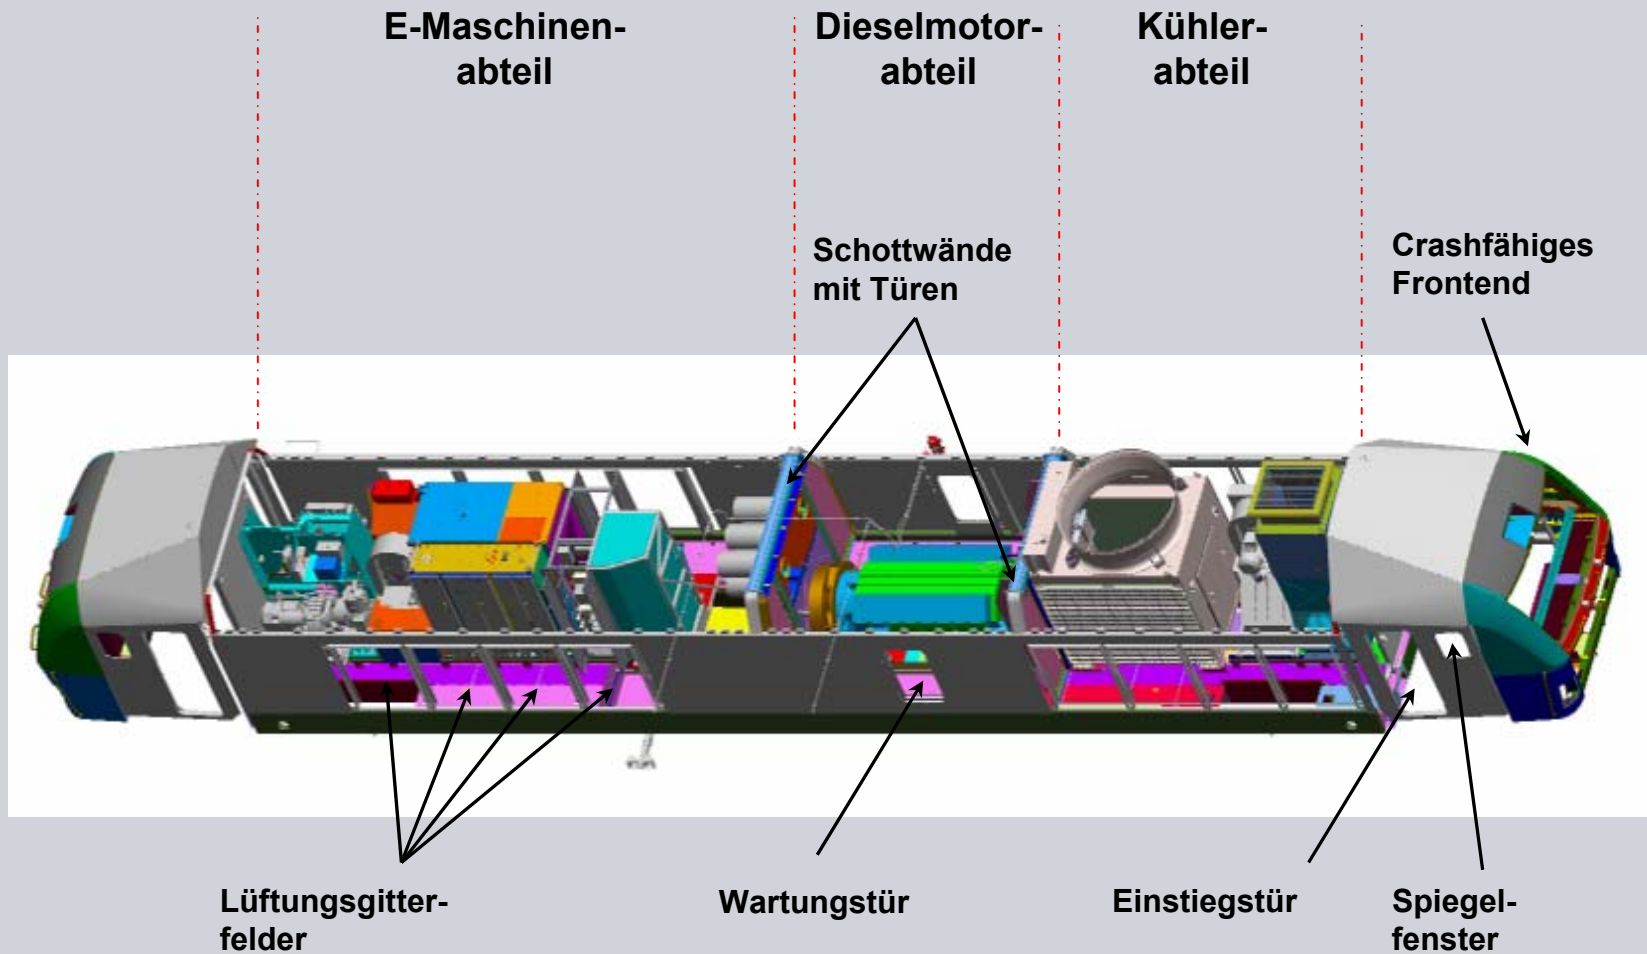 E-Maschinen-
abteil
Dieselmotor-
abteil
Kühler-
abteil
Schottwände
mit Türen
Crashfähiges
Frontend
Lüftungsgitter-
felder
Wartungstür
Einstiegstür
Spiegel-
fenster